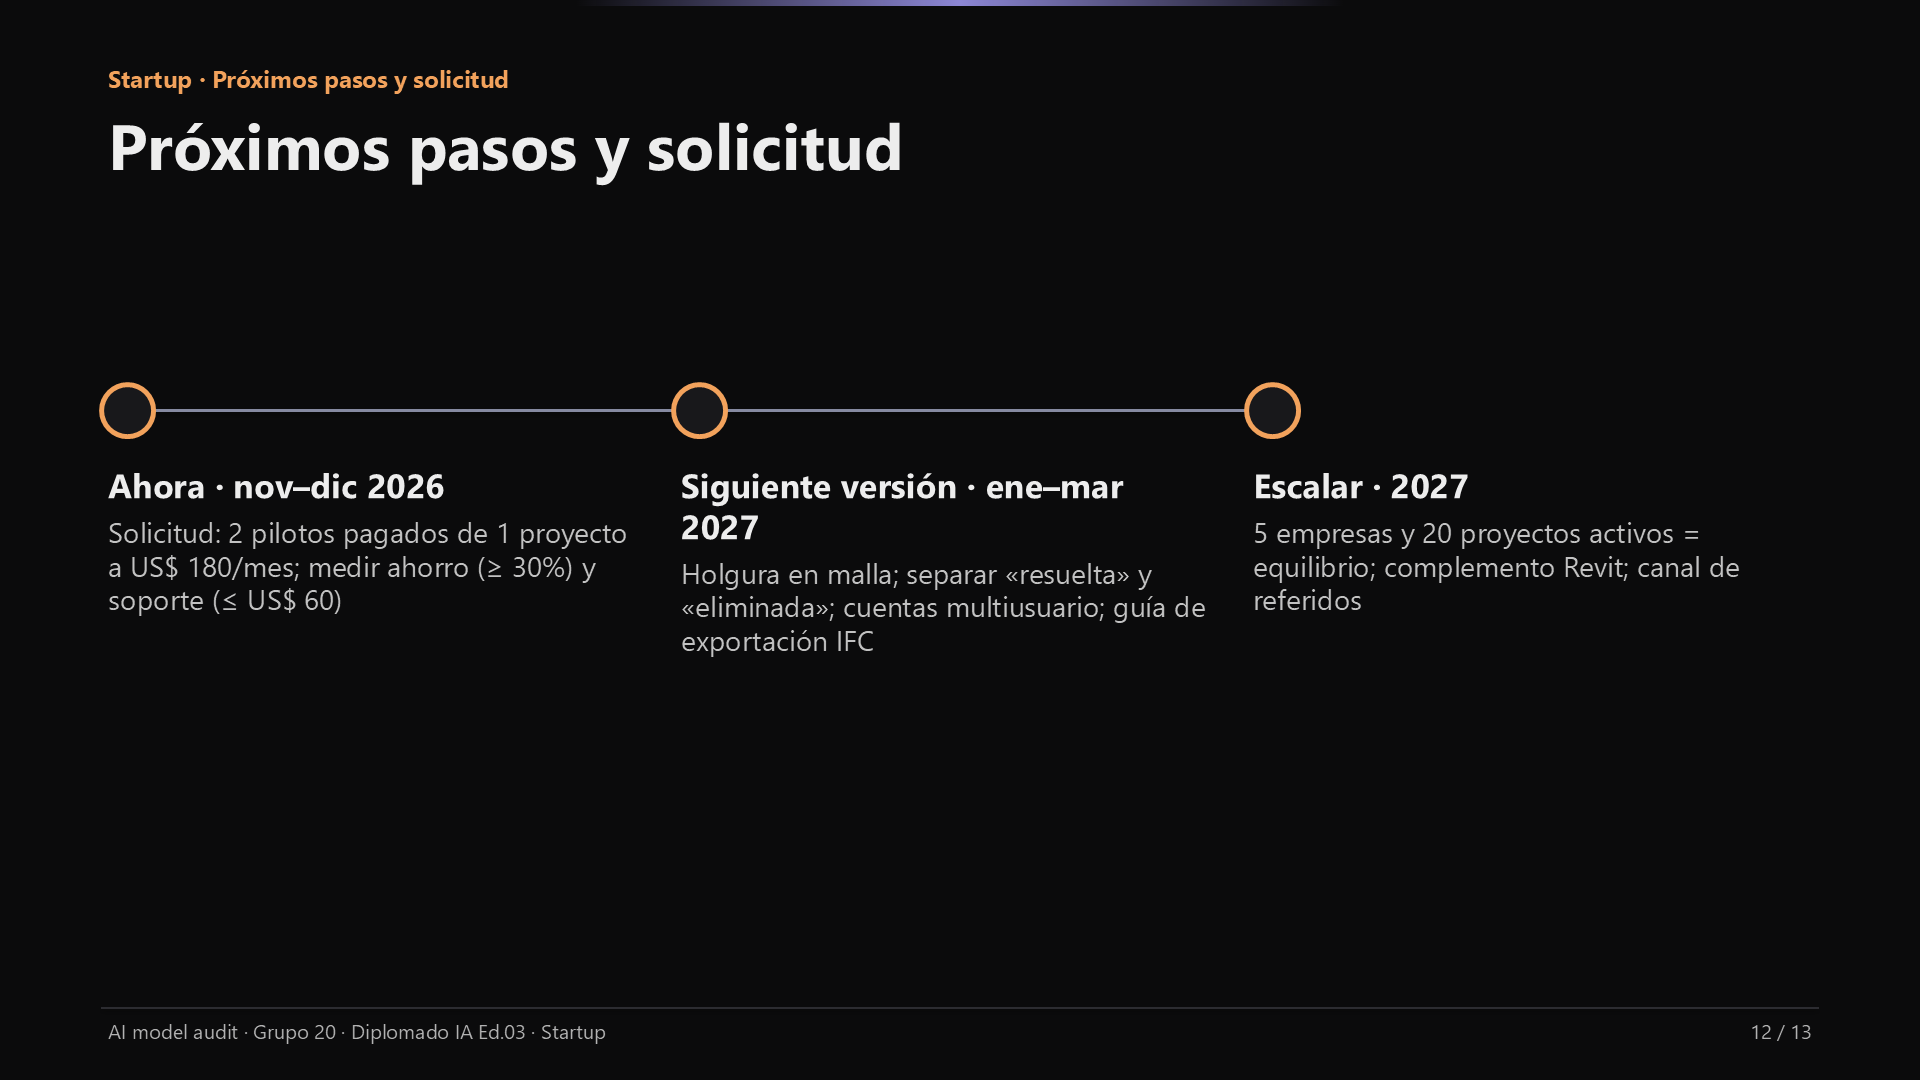 Startup · Próximos pasos y solicitud
Próximos pasos y solicitud
Ahora · nov–dic 2026
Solicitud: 2 pilotos pagados de 1 proyecto
a US$ 180/mes; medir ahorro (≥ 30%) y
soporte (≤ US$ 60)
Siguiente versión · ene–mar
2027
Holgura en malla; separar «resuelta» y
«eliminada»; cuentas multiusuario; guía de
exportación IFC
Escalar · 2027
5 empresas y 20 proyectos activos =
equilibrio; complemento Revit; canal de
referidos
AI model audit · Grupo 20 · Diplomado IA Ed.03 · Startup
12 / 13